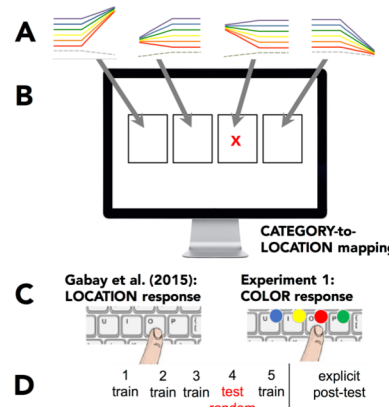 A
B
X
CATEGORY-to-
LOCATION mapping
Gabay et al. (2015):
LOCATION response
Experiment 1:
COLOR response
C
U I O P [
U I O P [
D
1 2 3 4 5 explicit
train train train test train post-test
random